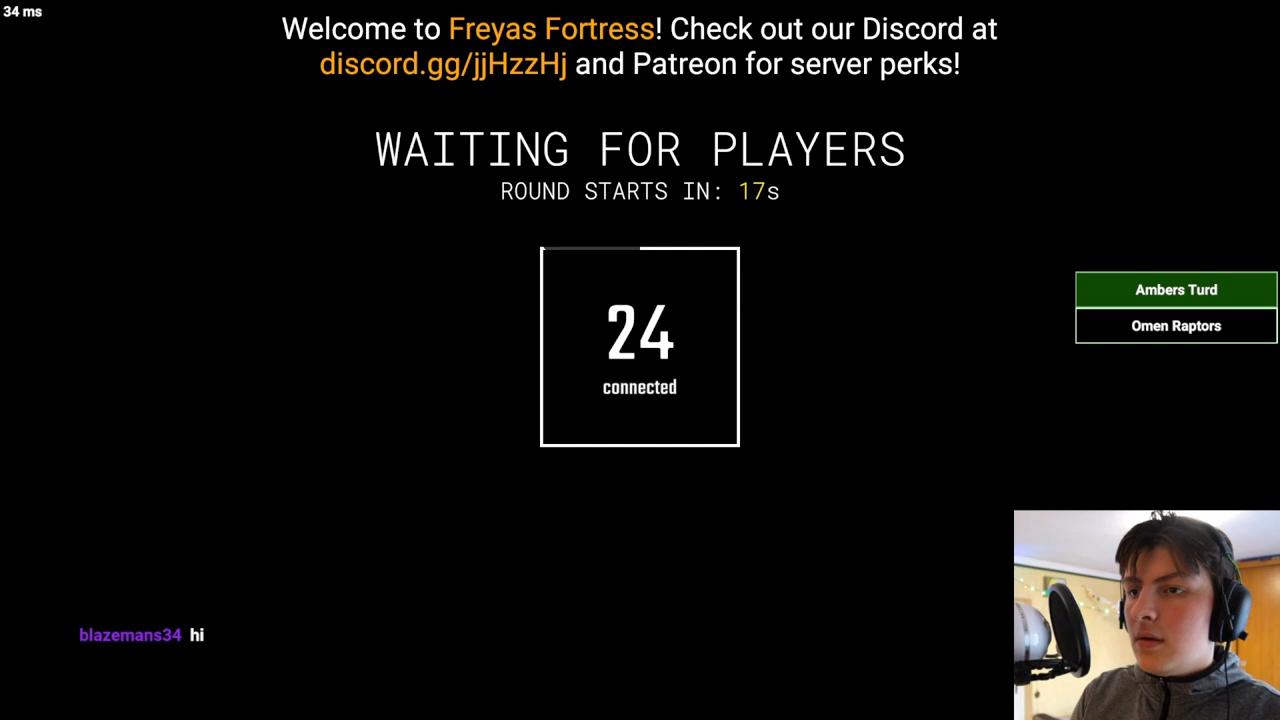 34 ms
Welcome to Freyas Fortress! Check out our Discord at
discord.gg/jjHzzHj and Patreon for server perks!
WAITING FOR PLAYERS
ROUND STARTS IN: 17s
24
connected
Ambers Turd
Omen Raptors
blazemans34 hi